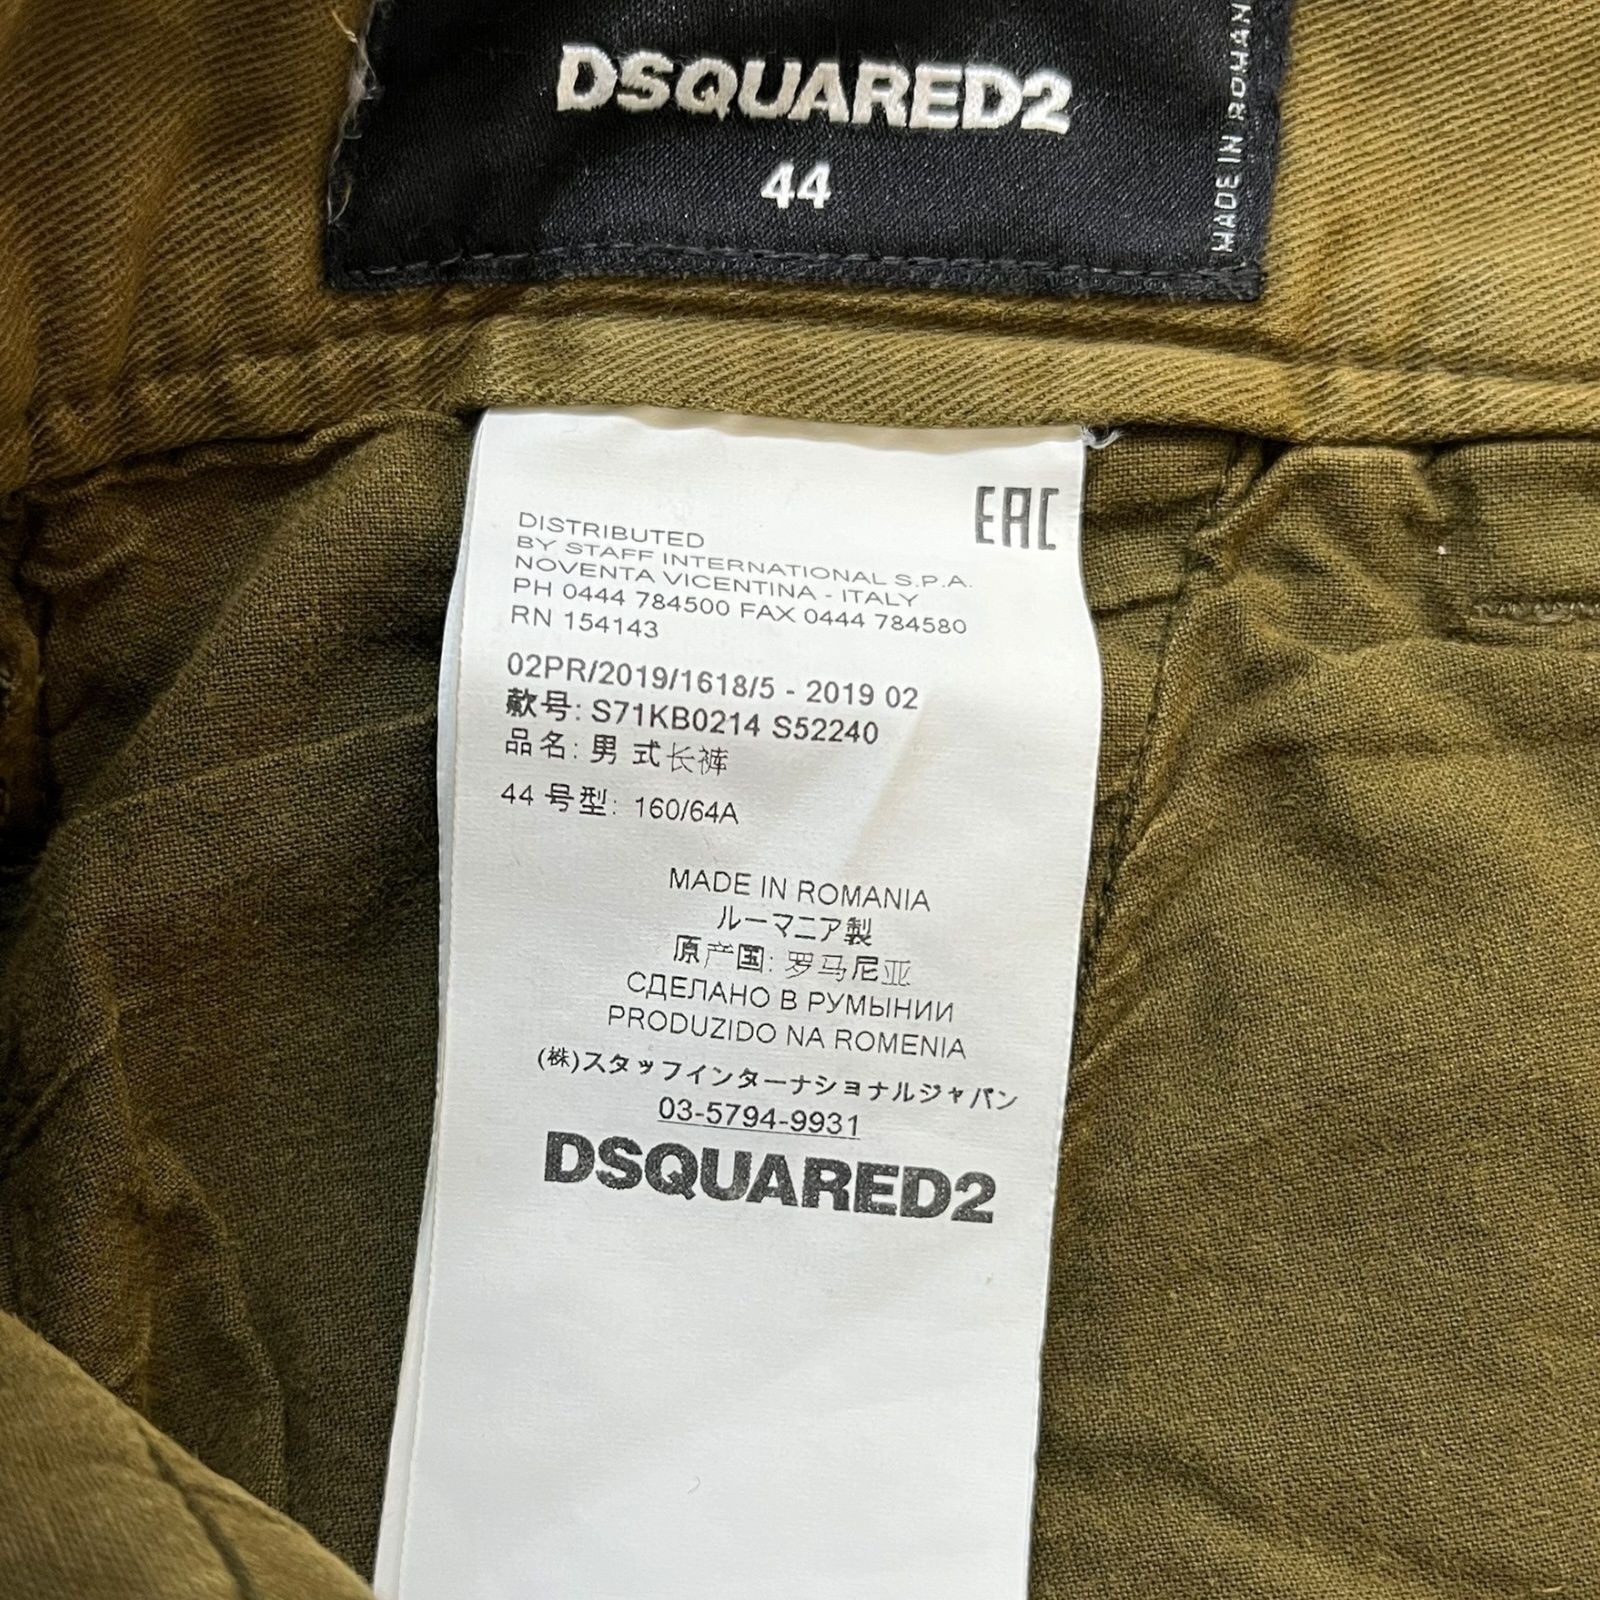 DSQUARED2
44
MADE IN ROMAN
EAC
DISTRIBUTED
BY STAFF INTERNATIONAL S.P.A.
NOVENTA VICENTINA - ITALY
PH 0444 784500 FAX 0444 784580
RN 154143
02PR/2019/1618/5 - 2019 02
款号: S71KB0214 S52240
品名: 男 式长裤
44 号型: 160/64A
MADE IN ROMANIA
ルーマニア製
原产国: 罗马尼亚
СДЕЛАНО В РУМЫНИИ
PRODUZIDO NA ROMENIA
(株)スタッフインターナショナルジャパン
03-5794-9931
DSQUARED2